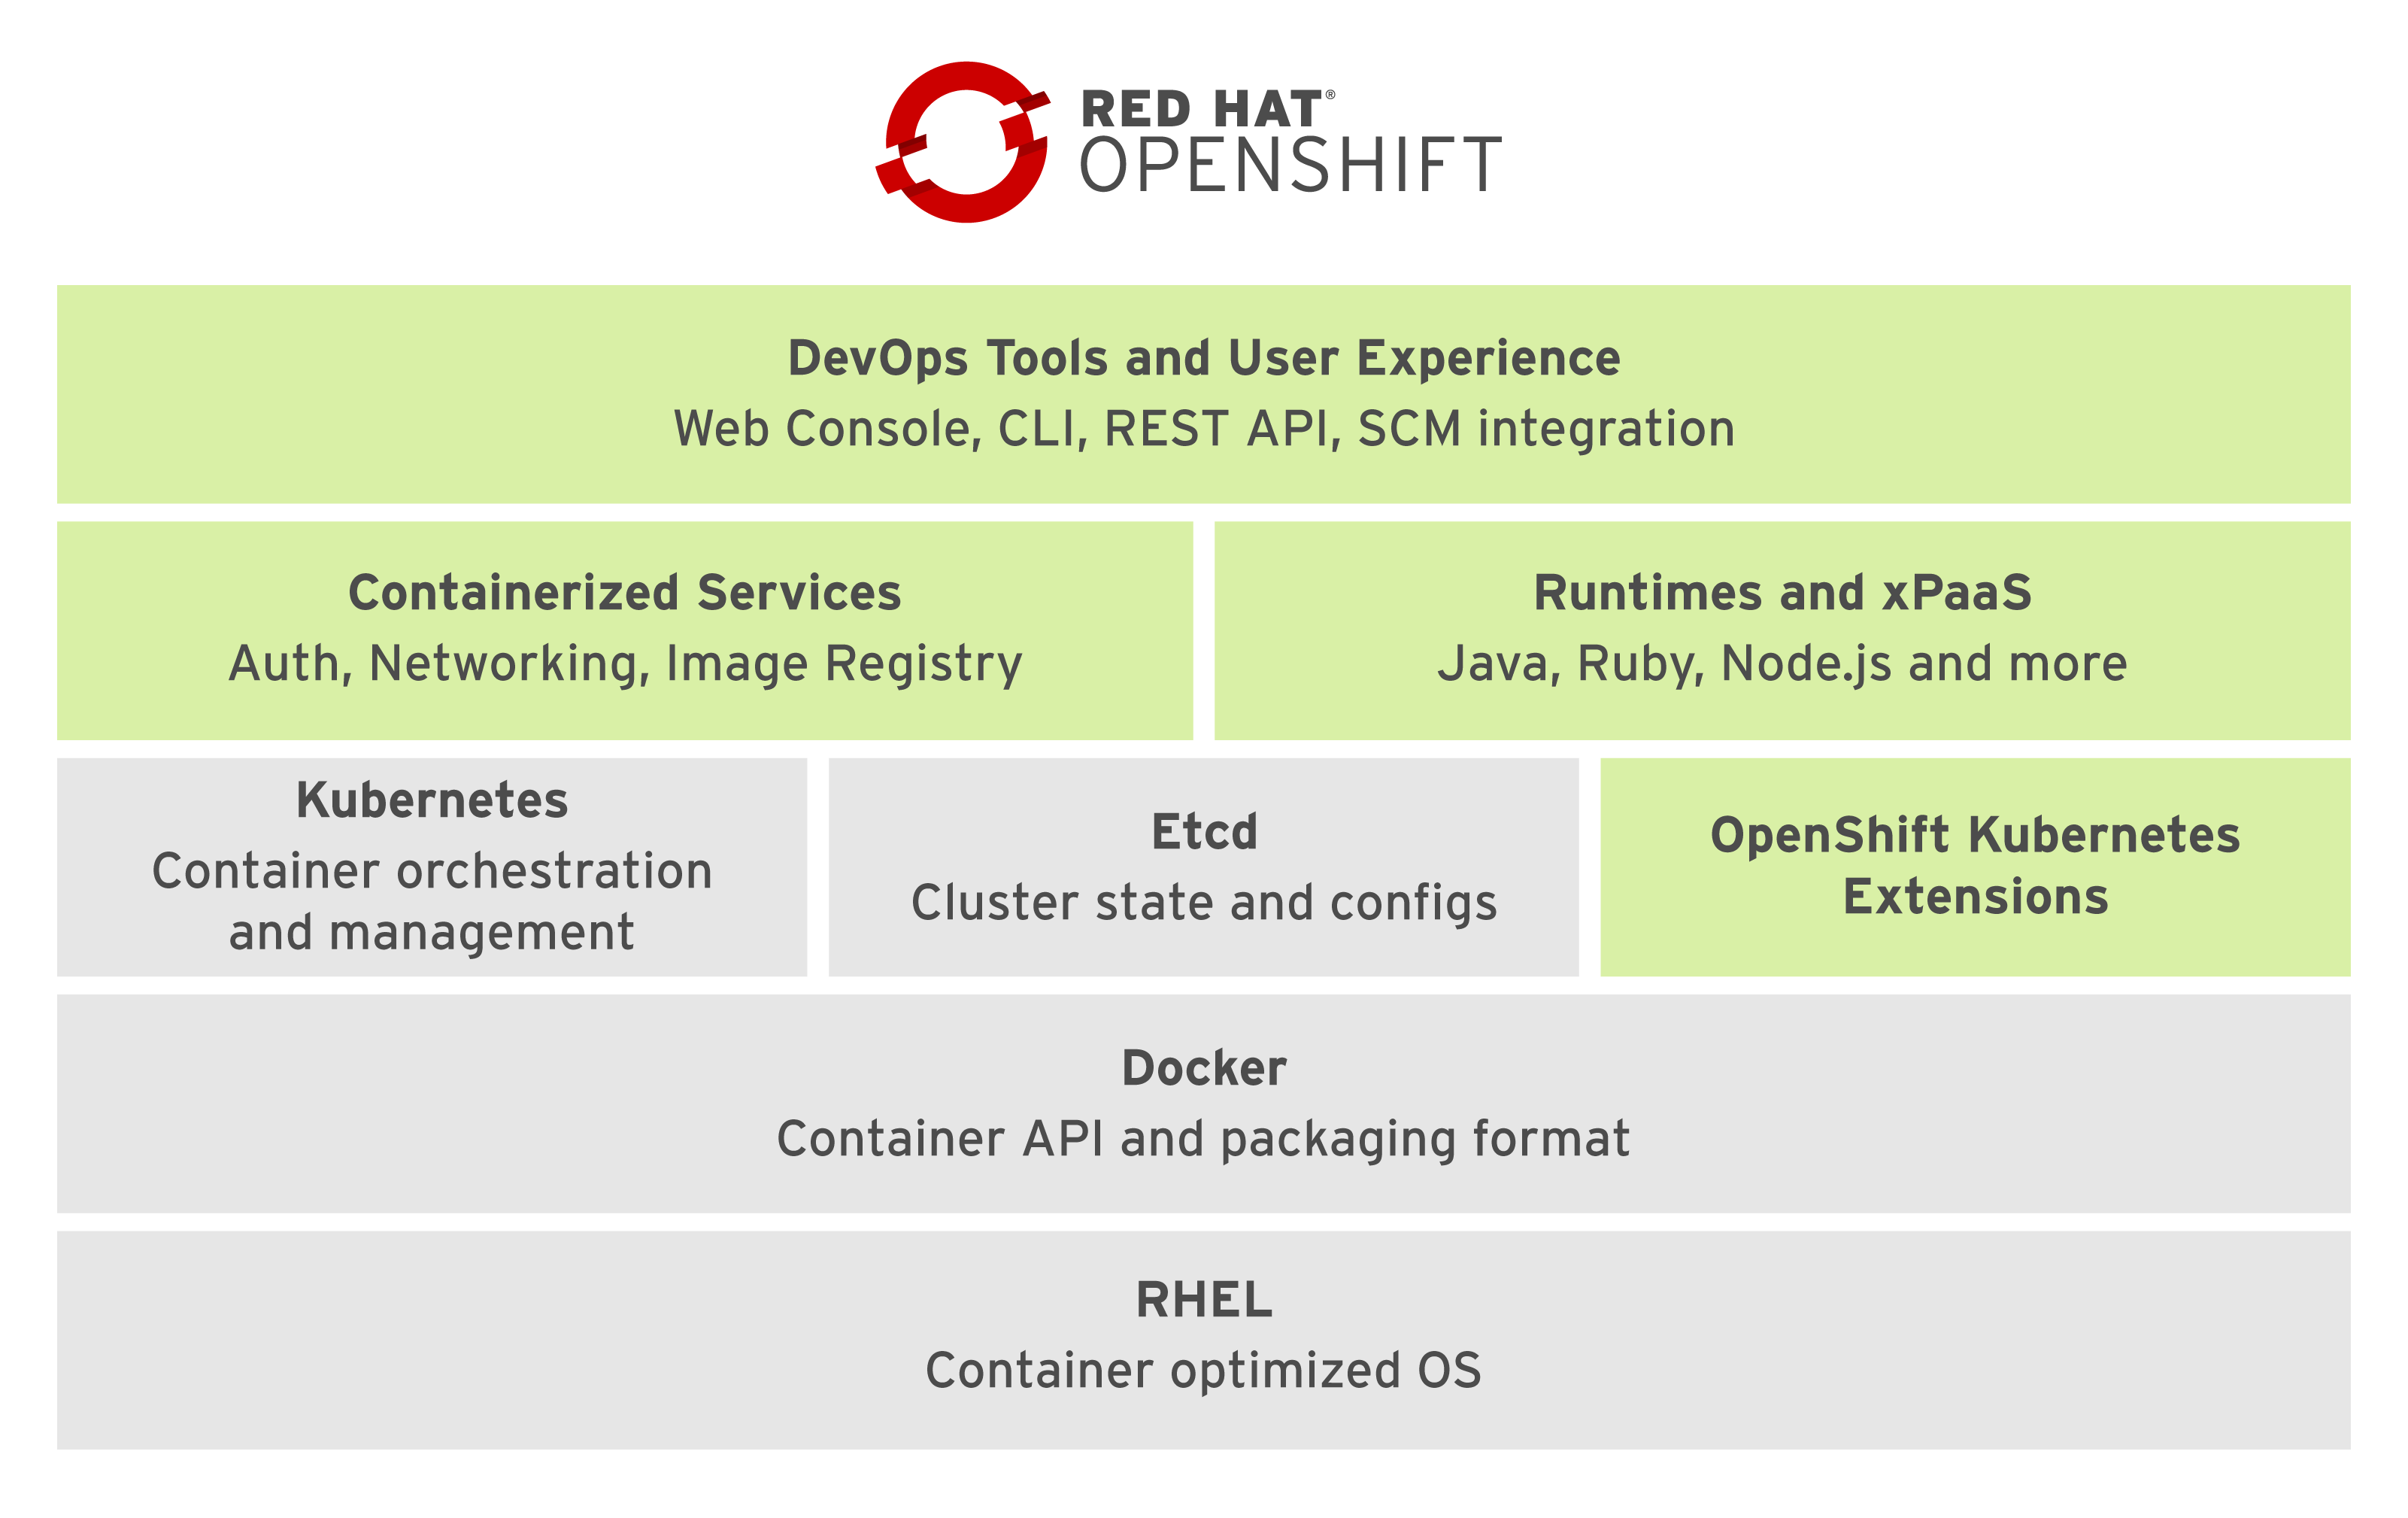 RED HAT®
OPENSHIFT
DevOps Tools and User Experience
Web Console, CLI, REST API, SCM integration
Containerized Services
Auth, Networking, Image Registry
Runtimes and xPaaS
Java, Ruby, Node.js and more
Kubernetes
Container orchestration
and management
Etcd
Cluster state and configs
OpenShift Kubernetes
Extensions
Docker
Container API and packaging format
RHEL
Container optimized OS